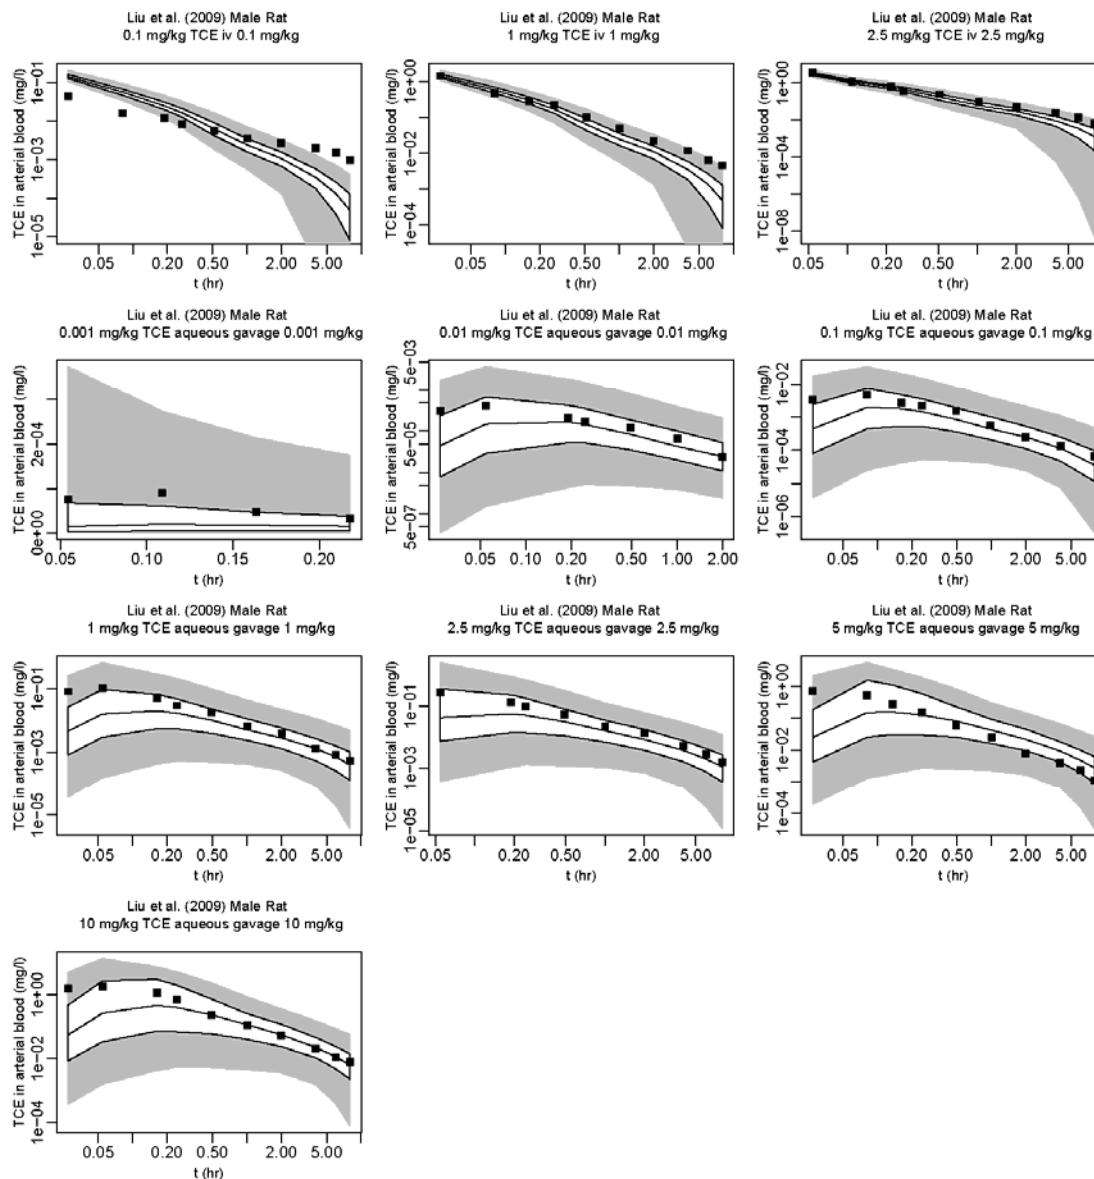 Liu et al. (2009) Male Rat
0.1 mg/kg TCE iv 0.1 mg/kg
TCE in arterial blood (mg/l)
1e−01
1e−03
1e−05
0.05 0.20 0.50 2.00 5.00
t (hr)
Liu et al. (2009) Male Rat
1 mg/kg TCE iv 1 mg/kg
TCE in arterial blood (mg/l)
1e+00
1e−02
1e−04
0.05 0.20 0.50 2.00 5.00
t (hr)
Liu et al. (2009) Male Rat
2.5 mg/kg TCE iv 2.5 mg/kg
TCE in arterial blood (mg/l)
1e+00
1e−04
1e−08
0.05 0.20 0.50 2.00 5.00
t (hr)
Liu et al. (2009) Male Rat
0.001 mg/kg TCE aqueous gavage 0.001 mg/kg
TCE in arterial blood (mg/l)
2e−04
0e+00
0.05 0.10 0.15 0.20
t (hr)
Liu et al. (2009) Male Rat
0.01 mg/kg TCE aqueous gavage 0.01 mg/kg
TCE in arterial blood (mg/l)
5e−03
5e−05
5e−07
0.05 0.10 0.20 0.50 1.00 2.00
t (hr)
Liu et al. (2009) Male Rat
0.1 mg/kg TCE aqueous gavage 0.1 mg/kg
TCE in arterial blood (mg/l)
1e−02
1e−04
1e−06
0.05 0.20 0.50 2.00 5.00
t (hr)
Liu et al. (2009) Male Rat
1 mg/kg TCE aqueous gavage 1 mg/kg
TCE in arterial blood (mg/l)
1e−01
1e−03
1e−05
0.05 0.20 0.50 2.00 5.00
t (hr)
Liu et al. (2009) Male Rat
2.5 mg/kg TCE aqueous gavage 2.5 mg/kg
TCE in arterial blood (mg/l)
1e−01
1e−03
1e−05
0.05 0.20 0.50 2.00 5.00
t (hr)
Liu et al. (2009) Male Rat
5 mg/kg TCE aqueous gavage 5 mg/kg
TCE in arterial blood (mg/l)
1e+00
1e−02
1e−04
0.05 0.20 0.50 2.00 5.00
t (hr)
Liu et al. (2009) Male Rat
10 mg/kg TCE aqueous gavage 10 mg/kg
TCE in arterial blood (mg/l)
1e+00
1e−02
1e−04
0.05 0.20 0.50 2.00 5.00
t (hr)